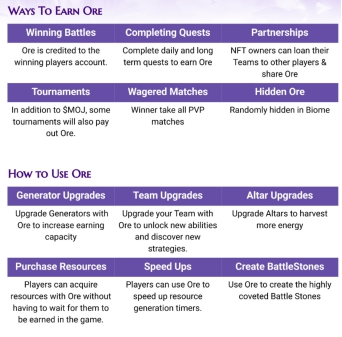 Ways To Earn Ore
Winning Battles
Completing Quests
Partnerships
Ore is credited to the
winning players account.
Complete daily and long
term quests to earn Ore
NFT owners can loan their
Teams to other players &
share Ore
Tournaments
Wagered Matches
Hidden Ore
In addition to $MOJ, some
tournaments will also pay
out Ore.
Winner take all PVP
matches
Randomly hidden in Biome
How to Use Ore
Generator Upgrades
Team Upgrades
Altar Upgrades
Upgrade Generators with
Ore to increase earning
capacity
Upgrade your Team with
Ore to unlock new abilities
and discover new
strategies.
Upgrade Altars to harvest
more energy
Purchase Resources
Speed Ups
Create BattleStones
Players can acquire
resources with Ore without
having to wait for them to
be earned in the game.
Players can use Ore to
speed up resource
generation timers.
Use Ore to create the highly
coveted Battle Stones